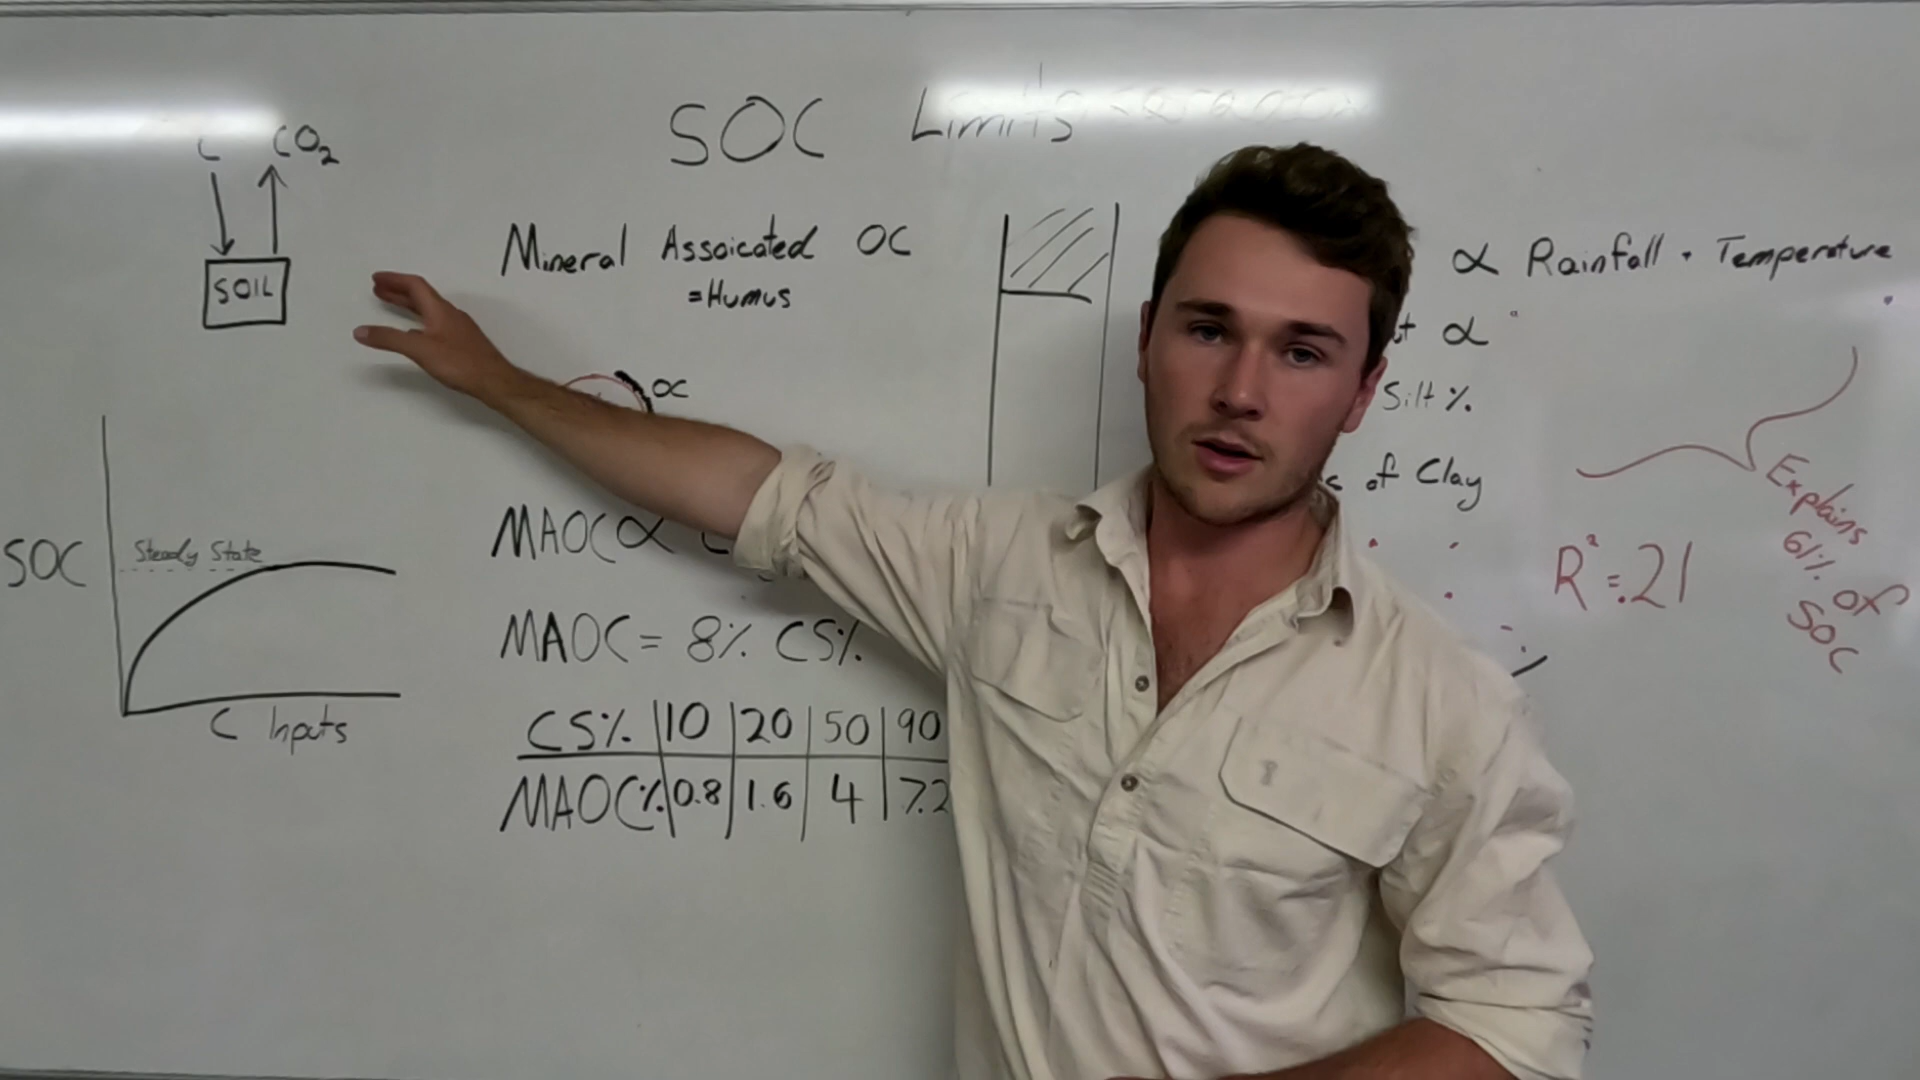 SOC Limits
C CO2
SOIL
SOC
Steady State
C Inputs
Mineral Assoicated OC
=Humus
OC
MAOC ∝
MAOC = 8% CS%
CS% | 10 | 20 | 50 | 90
MAOC% | 0.8 | 1.6 | 4 | 7.2
∝ Rainfall · Temperature
∝
Silt %
of Clay
R² = .21
Explains
61% of
SOC